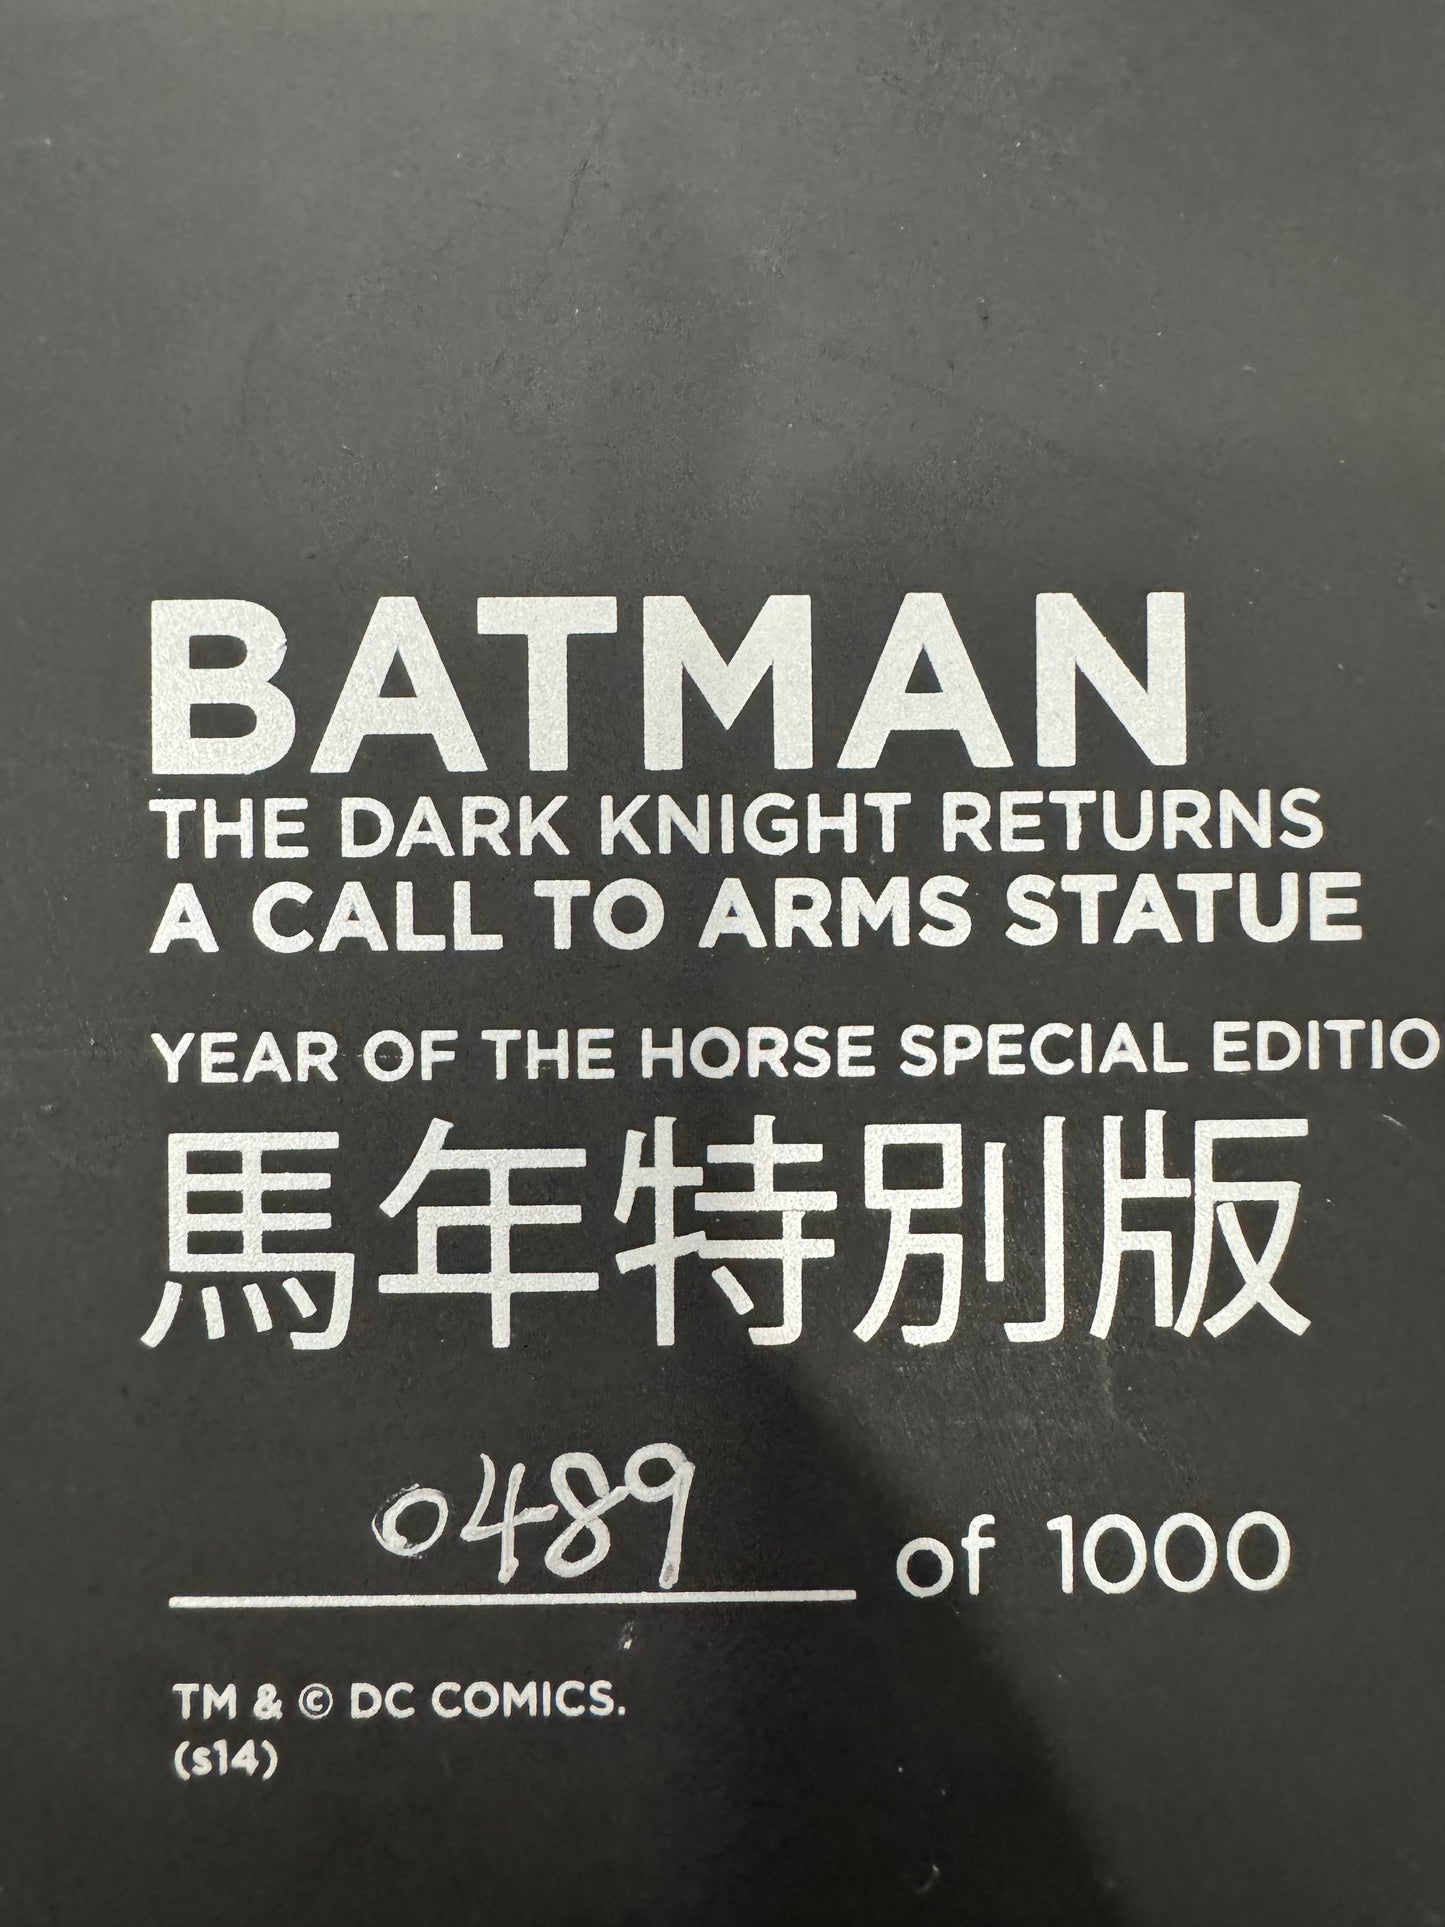 BATMAN
THE DARK KNIGHT RETURNS
A CALL TO ARMS STATUE
YEAR OF THE HORSE SPECIAL EDITIO
馬年特別版
0489 of 1000
TM & © DC COMICS.
(s14)